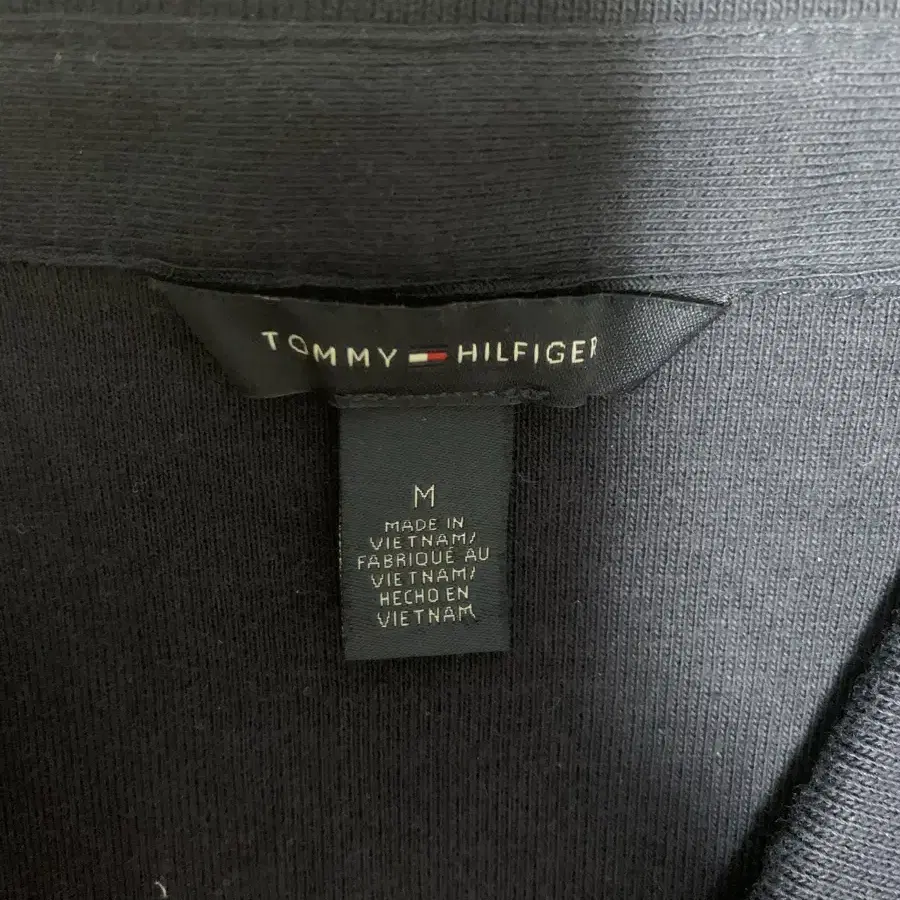 TOMMY HILFIGER
M
MADE IN
VIETNAM/
FABRIQUÉ AU
VIETNAM/
HECHO EN
VIETNAM